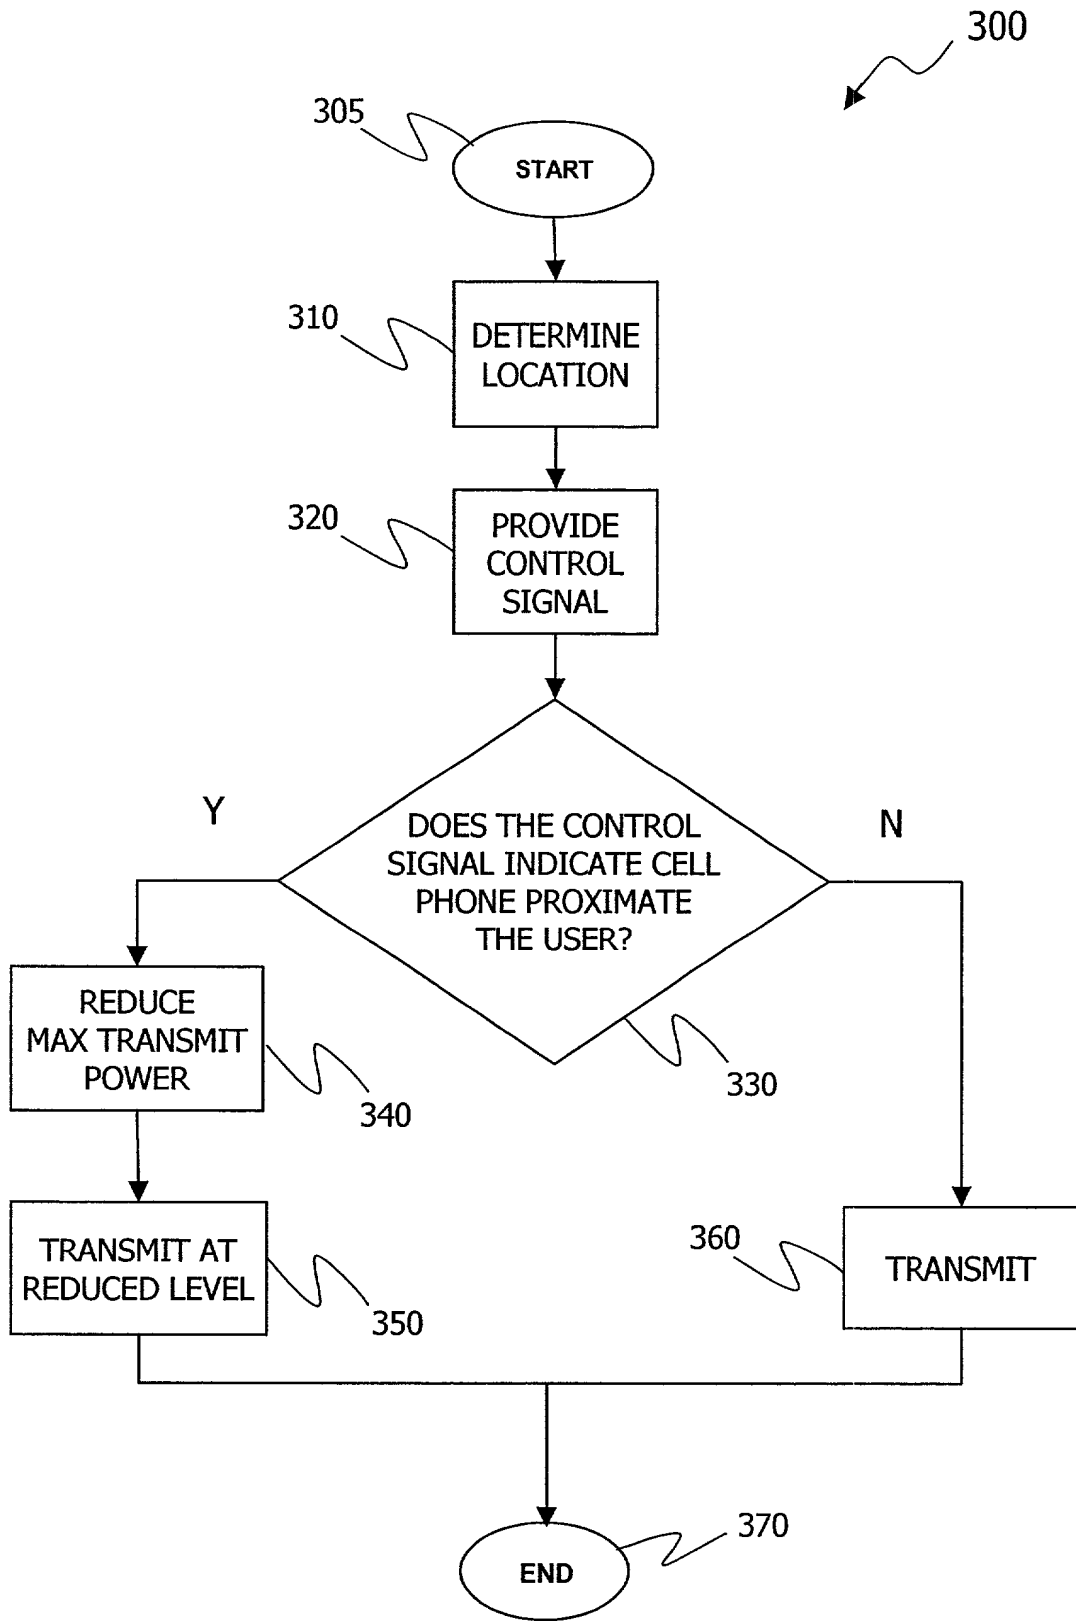 300
305
START
310
DETERMINE
LOCATION
320
PROVIDE
CONTROL
SIGNAL
Y
N
DOES THE CONTROL
SIGNAL INDICATE CELL
PHONE PROXIMATE
THE USER?
330
REDUCE
MAX TRANSMIT
POWER
340
TRANSMIT AT
REDUCED LEVEL
350
360
TRANSMIT
370
END